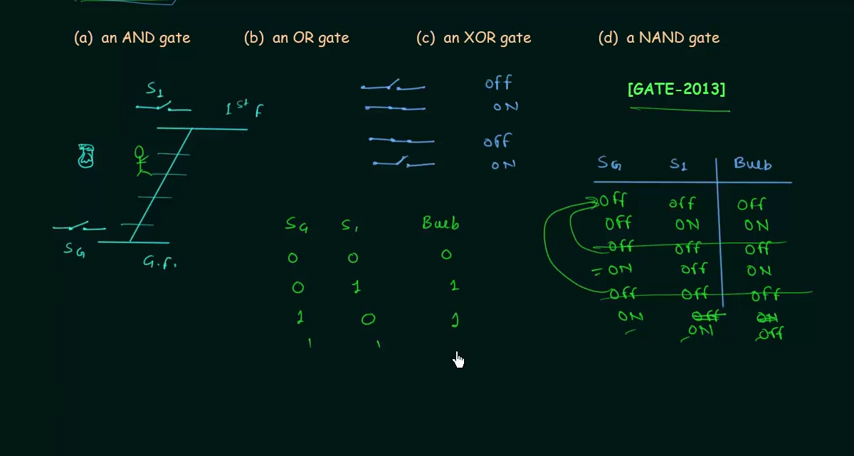 (a) an AND gate (b) an OR gate (c) an XOR gate (d) a NAND gate
[GATE-2013]
S1
1st f
SG
G.f.
Off
ON
Off
ON
SG S1 Bulb
0 0 0
0 1 1
1 0 1
1 1
SG S1 Bulb
Off Off Off
Off ON ON
Off Off Off
ON Off ON
Off Off Off
ON Off ON
ON Off